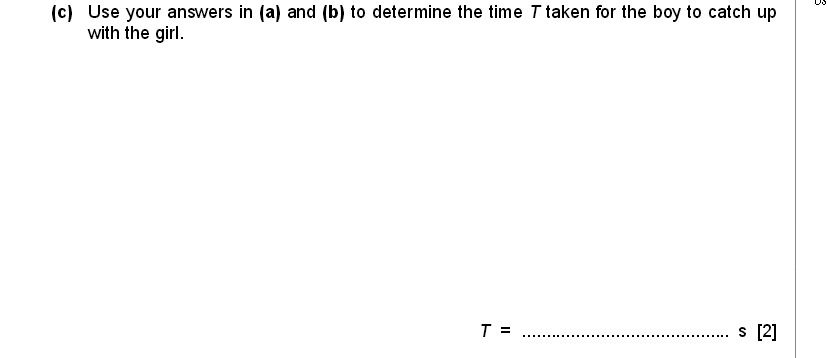 (c) Use your answers in (a) and (b) to determine the time T taken for the boy to catch up
with the girl.
T = .......................................... s [2]